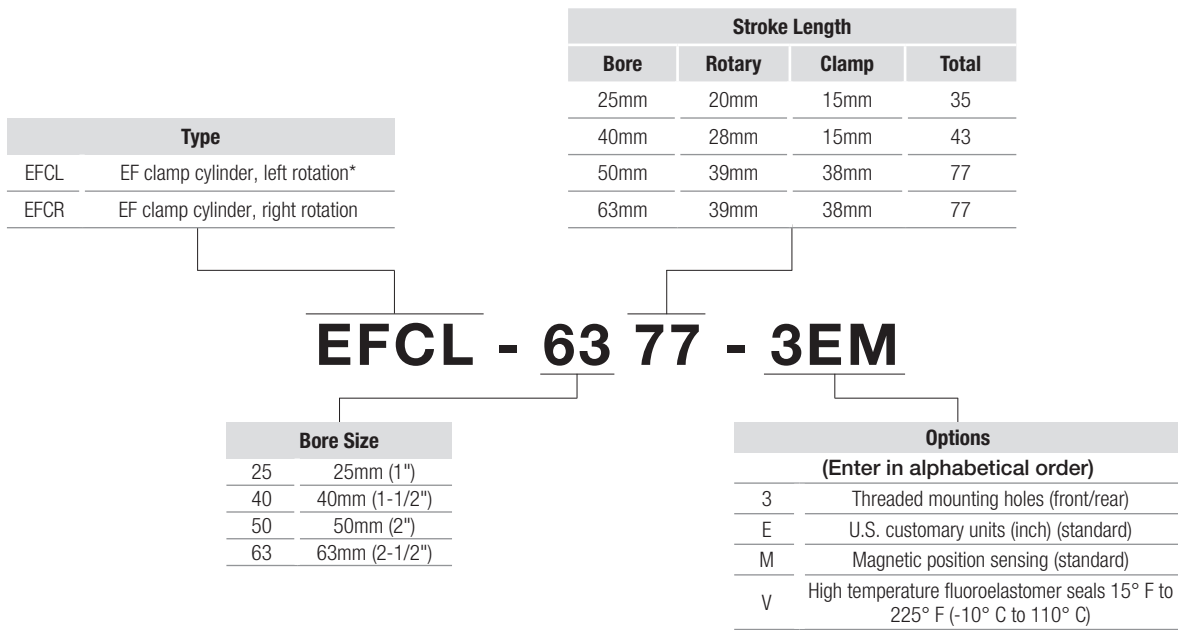 Stroke Length
Bore Rotary Clamp Total
25mm 20mm 15mm 35
40mm 28mm 15mm 43
50mm 39mm 38mm 77
63mm 39mm 38mm 77
Type
EFCL EF clamp cylinder, left rotation*
EFCR EF clamp cylinder, right rotation
EFCL - 63 77 - 3EM
Bore Size
25 25mm (1")
40 40mm (1-1/2")
50 50mm (2")
63 63mm (2-1/2")
Options
(Enter in alphabetical order)
3 Threaded mounting holes (front/rear)
E U.S. customary units (inch) (standard)
M Magnetic position sensing (standard)
V High temperature fluoroelastomer seals 15° F to
225° F (-10° C to 110° C)